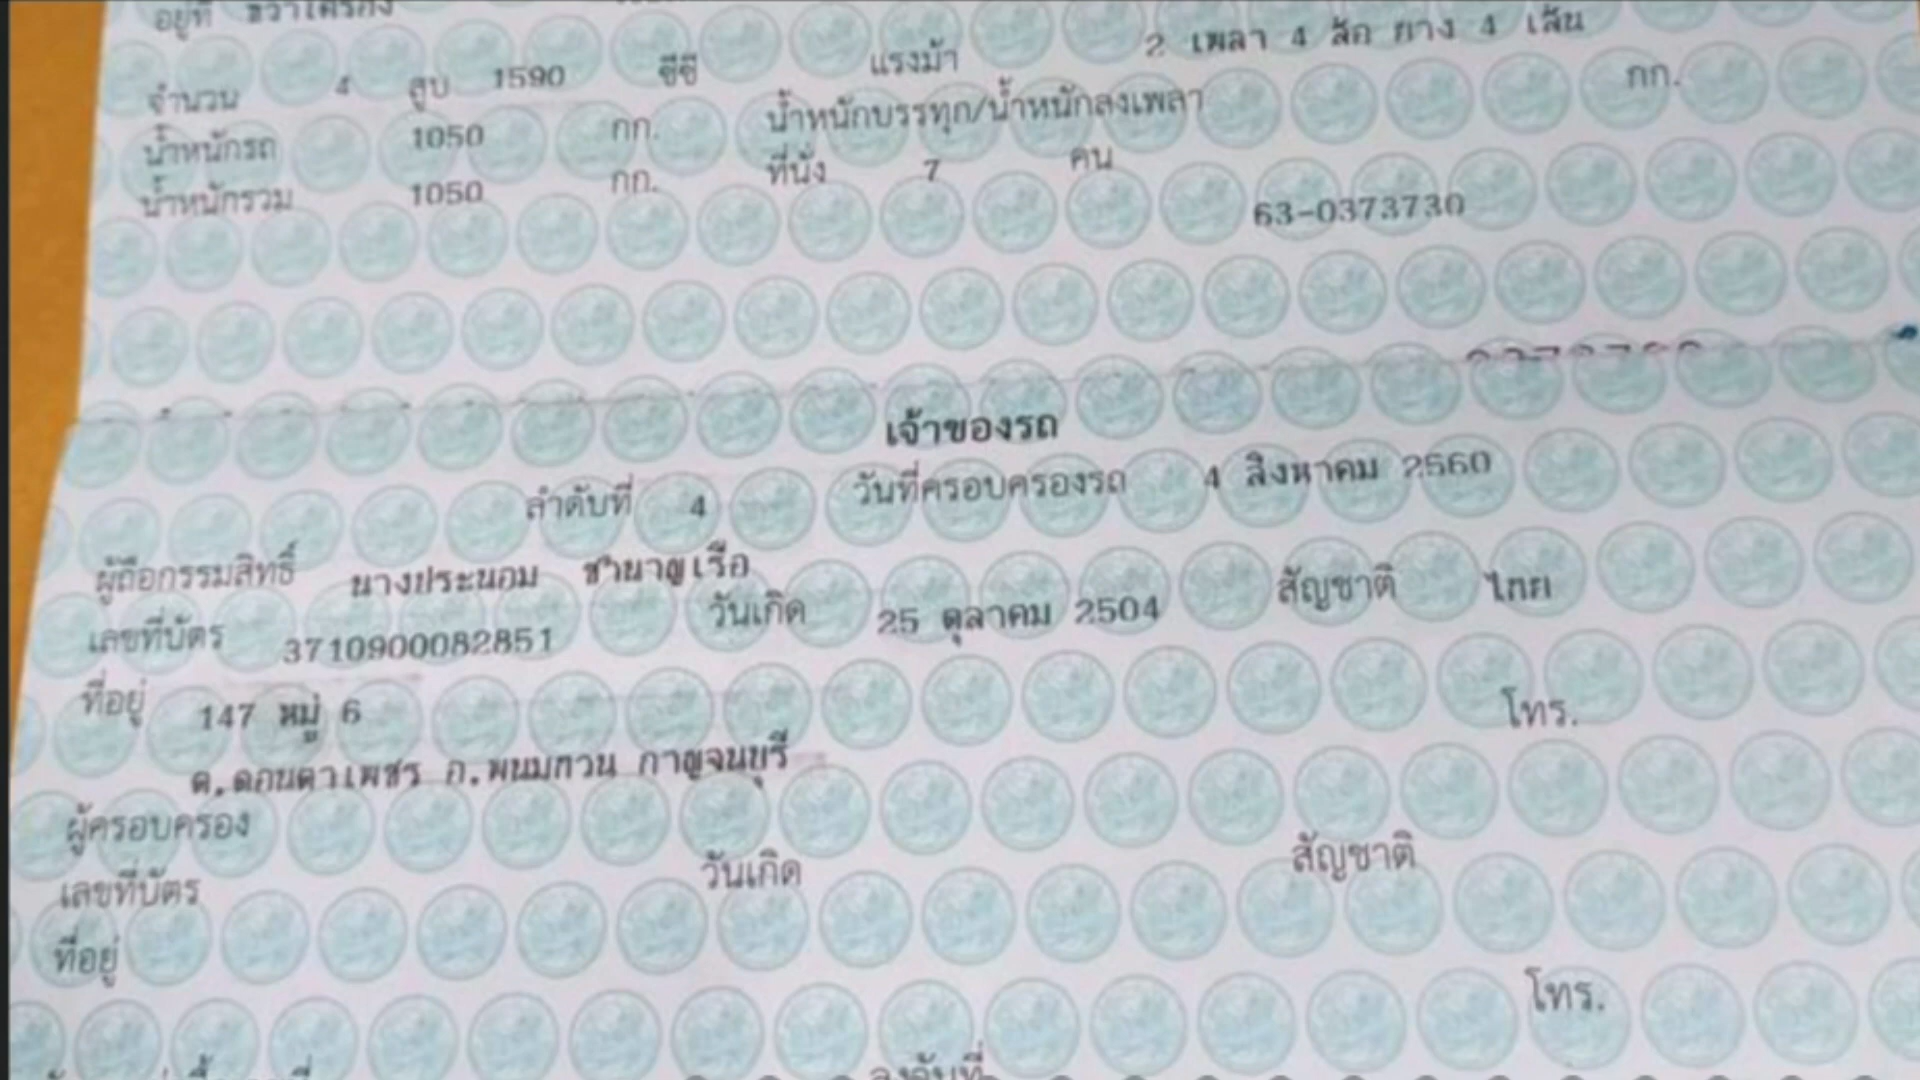 อยู่ที่ ขวาเครื่อง
จำนวน 4 สูบ 1590 ซีซี แรงม้า 2 เพลา 4 ล้อ ยาง 4 เส้น
น้ำหนักรถ 1050 กก. น้ำหนักบรรทุก/น้ำหนักลงเพลา กก.
น้ำหนักรวม 1050 กก. ที่นั่ง 7 คน
63-0373730
เจ้าของรถ
ลำดับที่ 4 วันที่ครอบครองรถ 4 สิงหาคม 2560
ผู้ถือกรรมสิทธิ์ นางประนอม ชำนาญเรือ
เลขที่บัตร 3710900082851 วันเกิด 25 ตุลาคม 2504 สัญชาติ ไทย
ที่อยู่ 147 หมู่ 6 โทร.
ต.ดอนตาเพชร อ.พนมทวน กาญจนบุรี
ผู้ครอบครอง
เลขที่บัตร วันเกิด สัญชาติ
ที่อยู่
โทร.